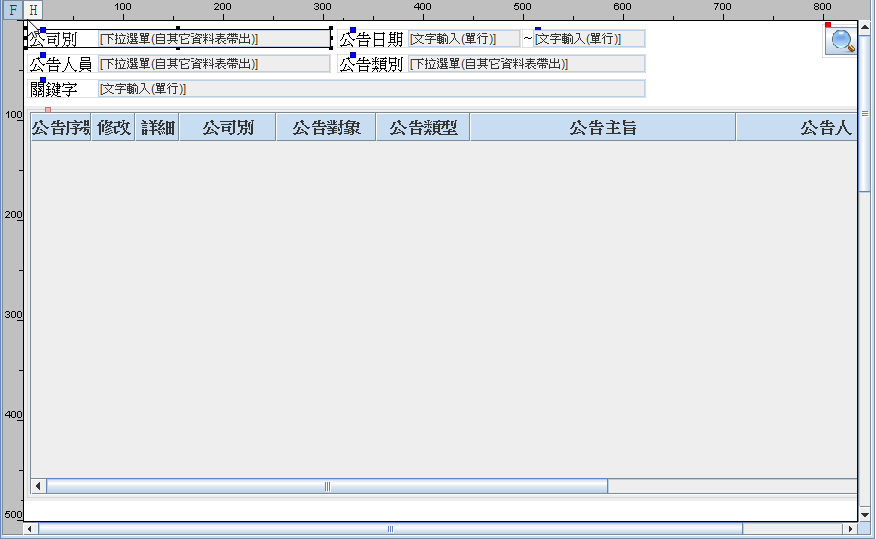 F H 100 200 300 400 500 600 700 800
公司別 [下拉選單(自其它資料表帶出)] 公告日期 [文字輸入(單行)] ~ [文字輸入(單行)]
公告人員 [下拉選單(自其它資料表帶出)] 公告類別 [下拉選單(自其它資料表帶出)]
關鍵字 [文字輸入(單行)]
100
公告序號 修改 詳細 公司別 公告對象 公告類型 公告主旨 公告人
200
300
400
500